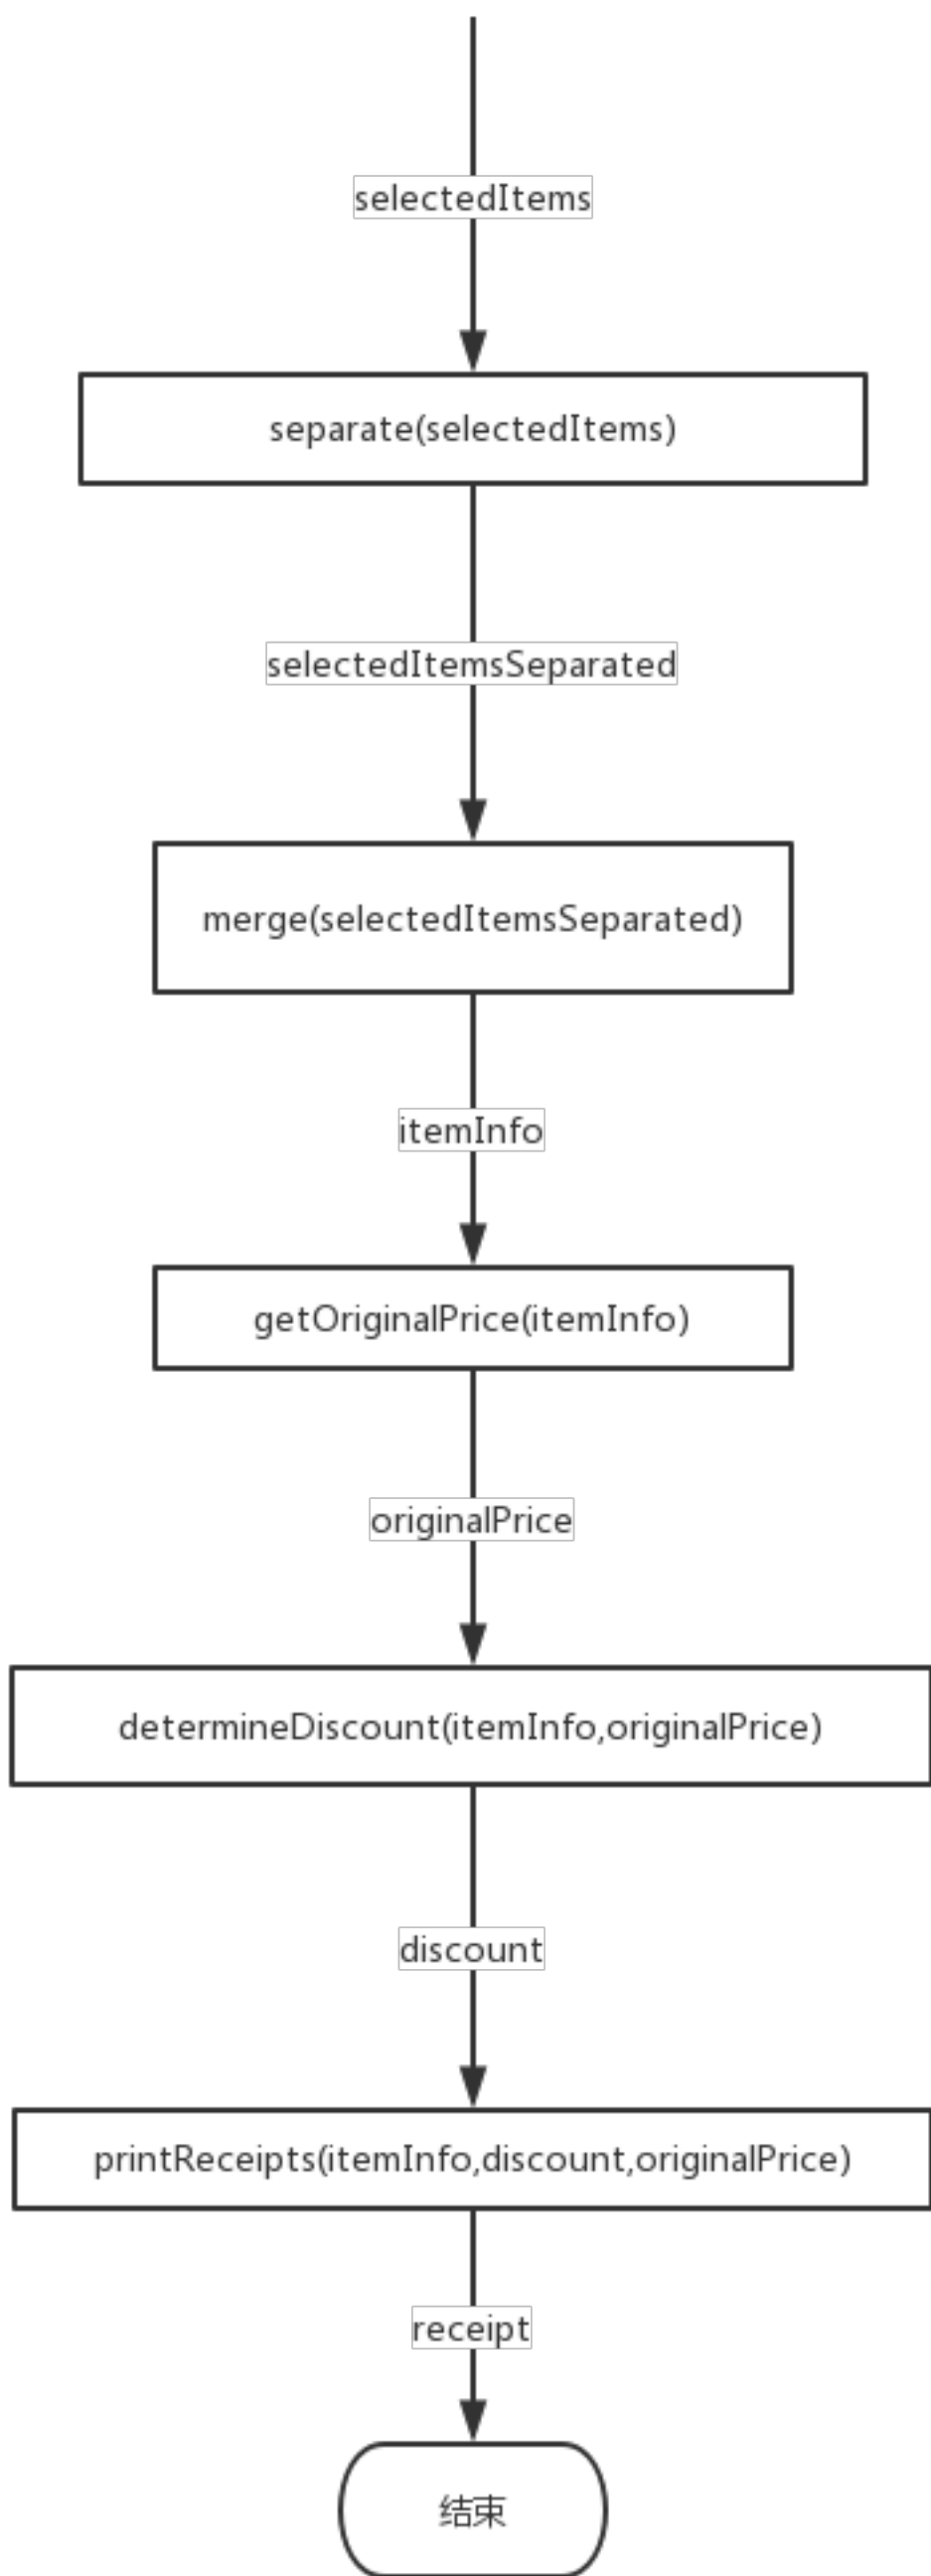 selectedItems
separate(selectedItems)
selectedItemsSeparated
merge(selectedItemsSeparated)
itemInfo
getOriginalPrice(itemInfo)
originalPrice
determineDiscount(itemInfo,originalPrice)
discount
printReceipts(itemInfo,discount,originalPrice)
receipt
结束